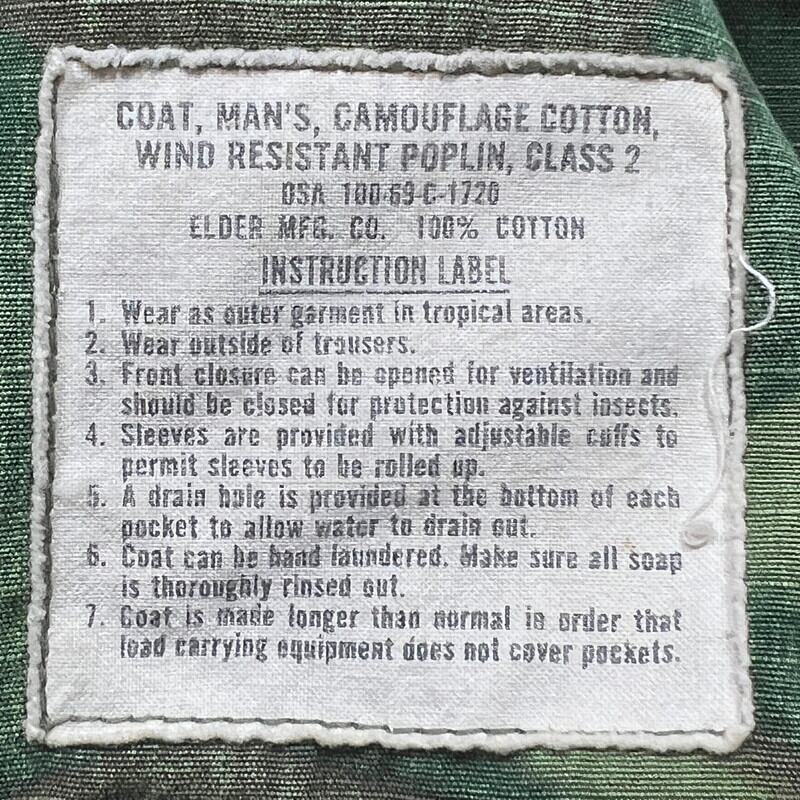 COAT, MAN'S, CAMOUFLAGE COTTON,
WIND RESISTANT POPLIN, CLASS 2
DSA 100-69-C-1720
ELDER MFG. CO. 100% COTTON
INSTRUCTION LABEL
1. Wear as outer garment in tropical areas.
2. Wear outside of trousers.
3. Front closure can be opened for ventilation and
should be closed for protection against insects.
4. Sleeves are provided with adjustable cuffs to
permit sleeves to be rolled up.
5. A drain hole is provided at the bottom of each
pocket to allow water to drain out.
6. Coat can be hand laundered. Make sure all soap
is thoroughly rinsed out.
7. Coat is made longer than normal in order that
load carrying equipment does not cover pockets.